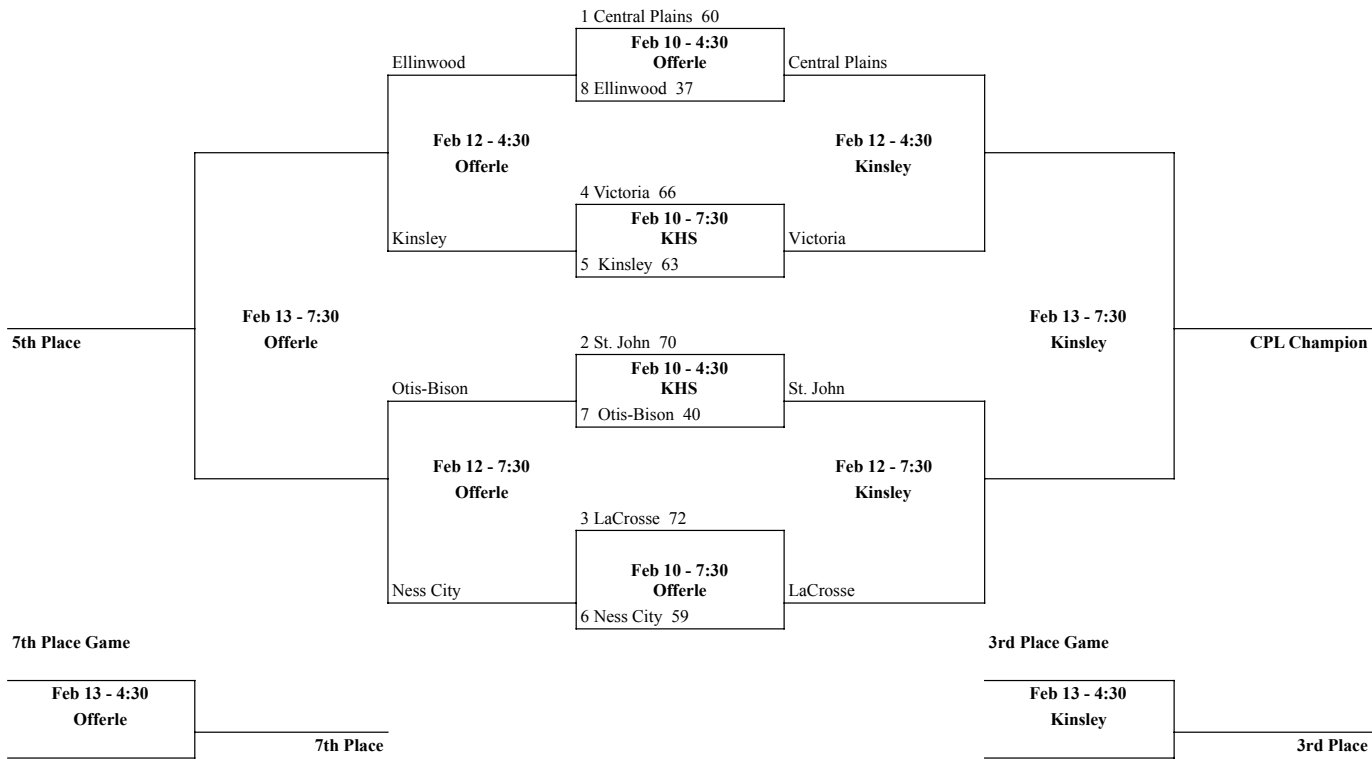 1 Central Plains  60
Feb 10 - 4:30
Offerle
Ellinwood
Central Plains
8 Ellinwood  37
Feb 12 - 4:30
Offerle
Feb 12 - 4:30
Kinsley
4 Victoria  66
Feb 10 - 7:30
KHS
Kinsley
Victoria
5  Kinsley  63
Feb 13 - 7:30
Offerle
5th Place
Feb 13 - 7:30
Kinsley
CPL Champion
2 St. John  70
Feb 10 - 4:30
KHS
Otis-Bison
St. John
7  Otis-Bison  40
Feb 12 - 7:30
Offerle
Feb 12 - 7:30
Kinsley
3 LaCrosse  72
Feb 10 - 7:30
Offerle
Ness City
LaCrosse
6 Ness City  59
7th Place Game
3rd Place Game
Feb 13 - 4:30
Offerle
7th Place
Feb 13 - 4:30
Kinsley
3rd Place